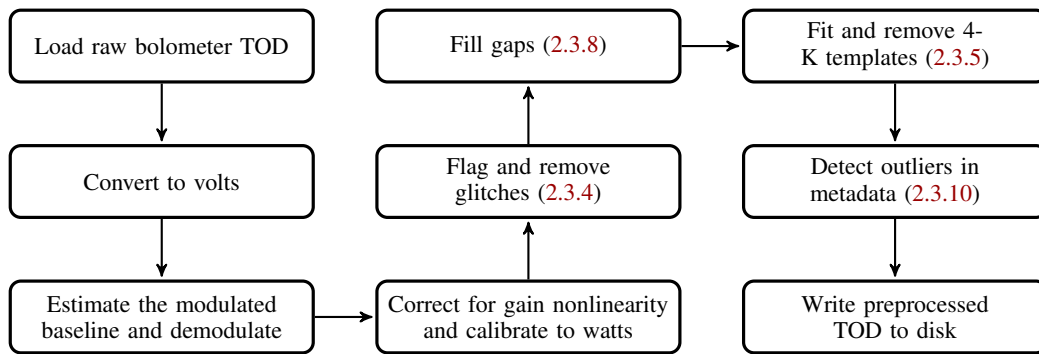 Load raw bolometer TOD
Convert to volts
Estimate the modulated
baseline and demodulate
Correct for gain nonlinearity
and calibrate to watts
Flag and remove
glitches (2.3.4)
Fill gaps (2.3.8)
Fit and remove 4-
K templates (2.3.5)
Detect outliers in
metadata (2.3.10)
Write preprocessed
TOD to disk